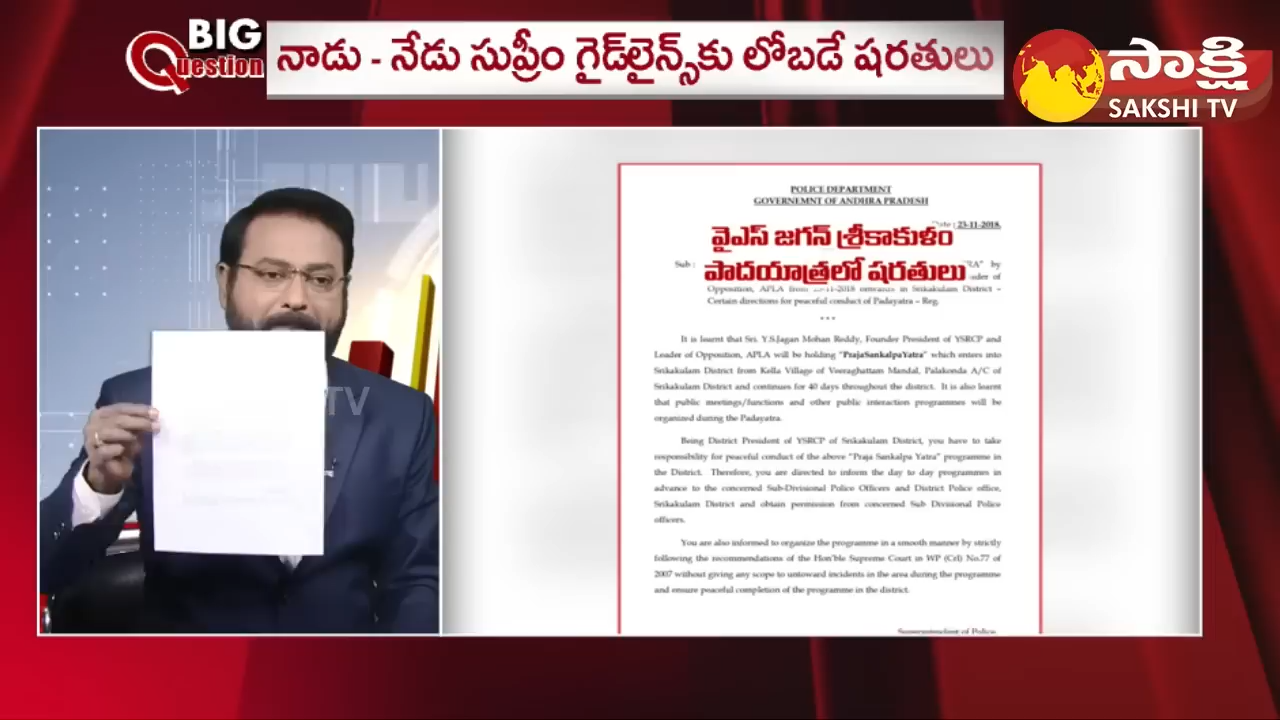 BIG
Question
నాడు - నేడు సుప్రీం గైడ్‌లైన్స్‌కు లోబడే షరతులు
సాక్షి
SAKSHI TV
POLICE DEPARTMENT
GOVERNEMNT OF ANDHRA PRADESH
Date : 23-11-2018.
వైఎస్ జగన్ శ్రీకాకుళం
పాదయాత్రలో షరతులు
Sub : by
of
Opposition, APLA from -11-2018 onwards in Srikakulam District –
Certain directions for peaceful conduct of Padayatra – Reg.
***
It is learnt that Sri. Y.S.Jagan Mohan Reddy, Founder President of YSRCP and
Leader of Opposition, APLA will be holding "PrajaSankalpaYatra" which enters into
Srikakulam District from Kella Village of Veeraghattam Mandal, Palakonda A/C of
Srikakulam District and continues for 40 days throughout the district. It is also learnt
that public meetings/functions and other public interaction programmes will be
organized during the Padayatra.
Being District President of YSRCP of Srikakulam District, you have to take
responsibility for peaceful conduct of the above "Praja Sankalpa Yatra" programme in
the District. Therefore, you are directed to inform the day to day programmes in
advance to the concerned Sub-Divisional Police Officers and District Police office,
Srikakulam District and obtain permission from concerned Sub Divisional Police
officers.
You are also informed to organize the programme in a smooth manner by strictly
following the recommendations of the Hon'ble Supreme Court in WP (Crl) No.77 of
2007 without giving any scope to untoward incidents in the area during the programme
and ensure peaceful completion of the programme in the district.
Superintendent of Police,
TV